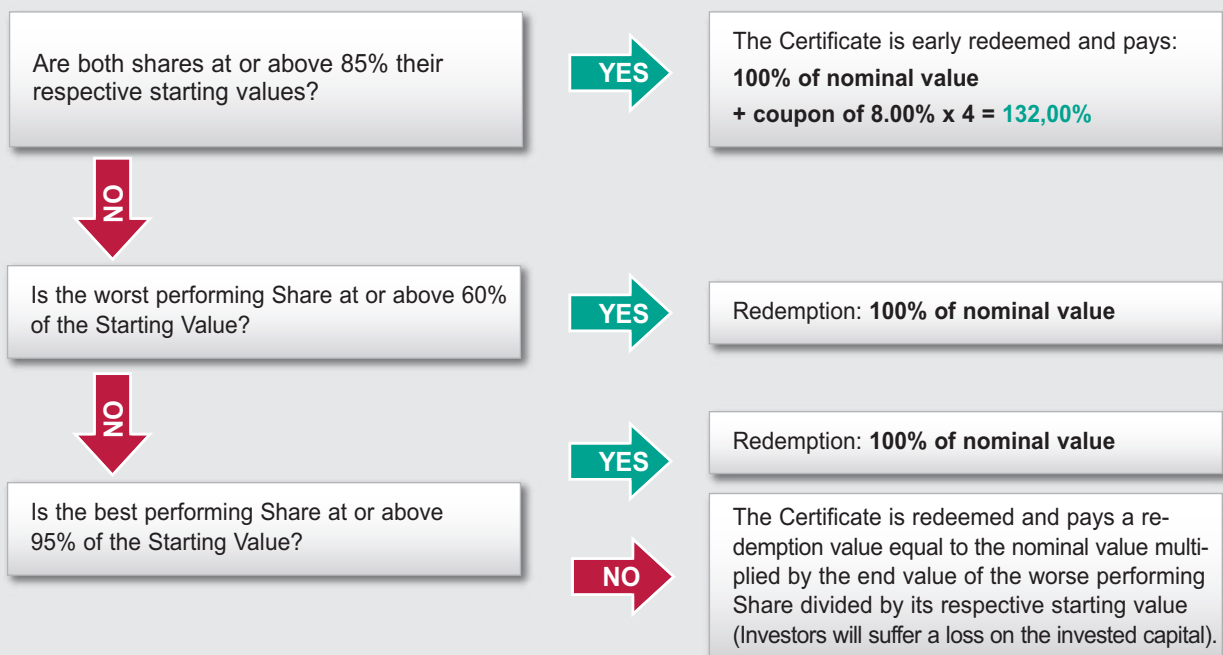 Are both shares at or above 85% their
respective starting values?
YES
The Certificate is early redeemed and pays:
100% of nominal value
+ coupon of 8.00% x 4 = 132,00%
NO
Is the worst performing Share at or above 60%
of the Starting Value?
YES
Redemption: 100% of nominal value
NO
Is the best performing Share at or above
95% of the Starting Value?
YES
Redemption: 100% of nominal value
NO
The Certificate is redeemed and pays a re-
demption value equal to the nominal value multi-
plied by the end value of the worse performing
Share divided by its respective starting value
(Investors will suffer a loss on the invested capital).